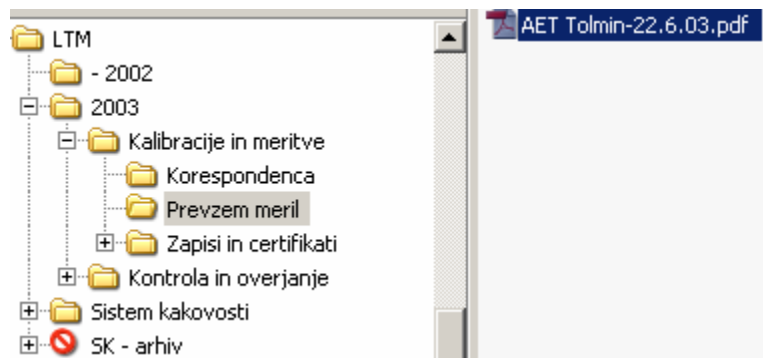 LTM
- 2002
2003
Kalibracije in meritve
Korespondenca
Prevzem meril
Zapisi in certifikati
Kontrola in overjanje
Sistem kakovosti
SK - arhiv
AET Tolmin-22.6.03.pdf